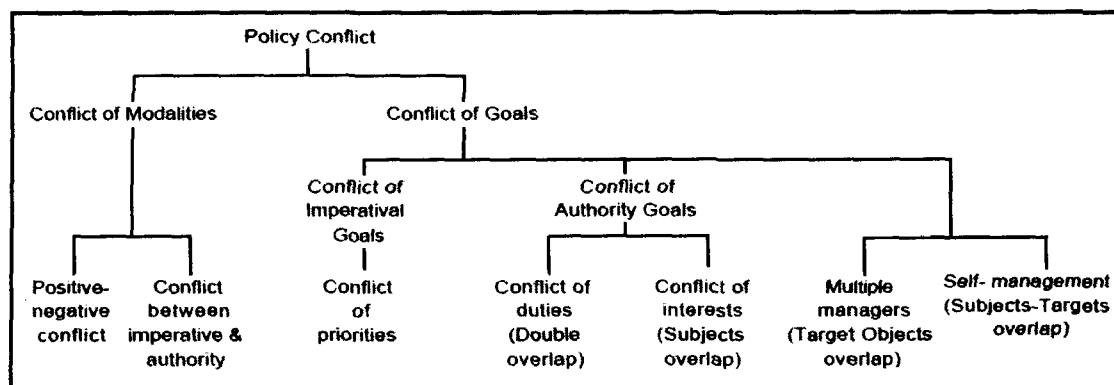 Policy Conflict
Conflict of Modalities
Conflict of Goals
Conflict of
Imperatival
Goals
Conflict of
Authority Goals
Positive-
negative
conflict
Conflict
between
imperative &
authority
Conflict
of
priorities
Conflict of
duties
(Double
overlap)
Conflict of
interests
(Subjects
overlap)
Multiple
managers
(Target Objects
overlap)
Self- management
(Subjects-Targets
overlap)